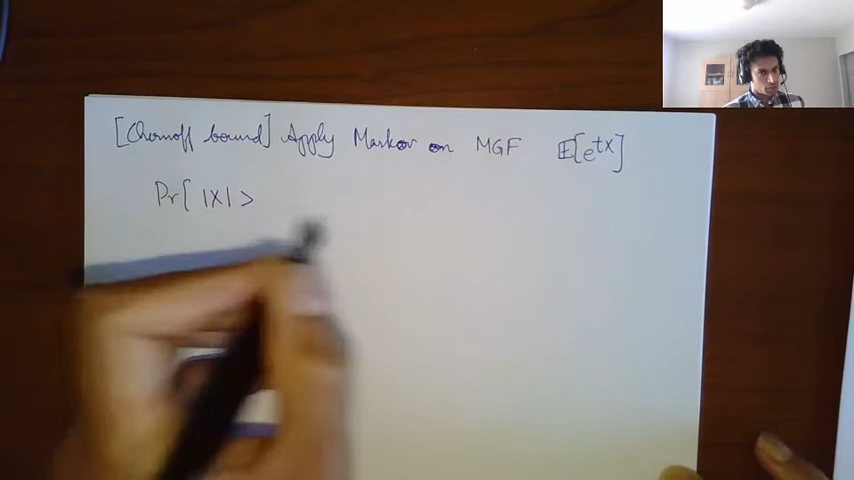 [Chernoff bound] Apply Markov on MGF E[e^{tX}]
Pr[ |X| >